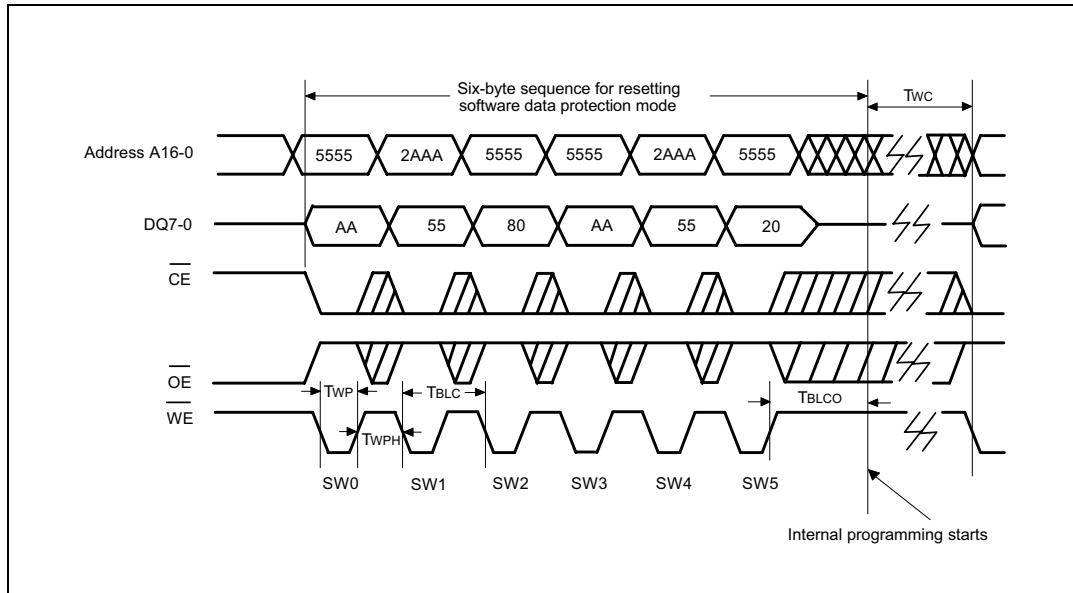 Six-byte sequence for resetting
software data protection mode
TWC
Address A16-0
5555 2AAA 5555 5555 2AAA 5555
DQ7-0
AA 55 80 AA 55 20
CE
OE
TWP TBLC TBLCO
WE
TWPH
SW0 SW1 SW2 SW3 SW4 SW5
Internal programming starts